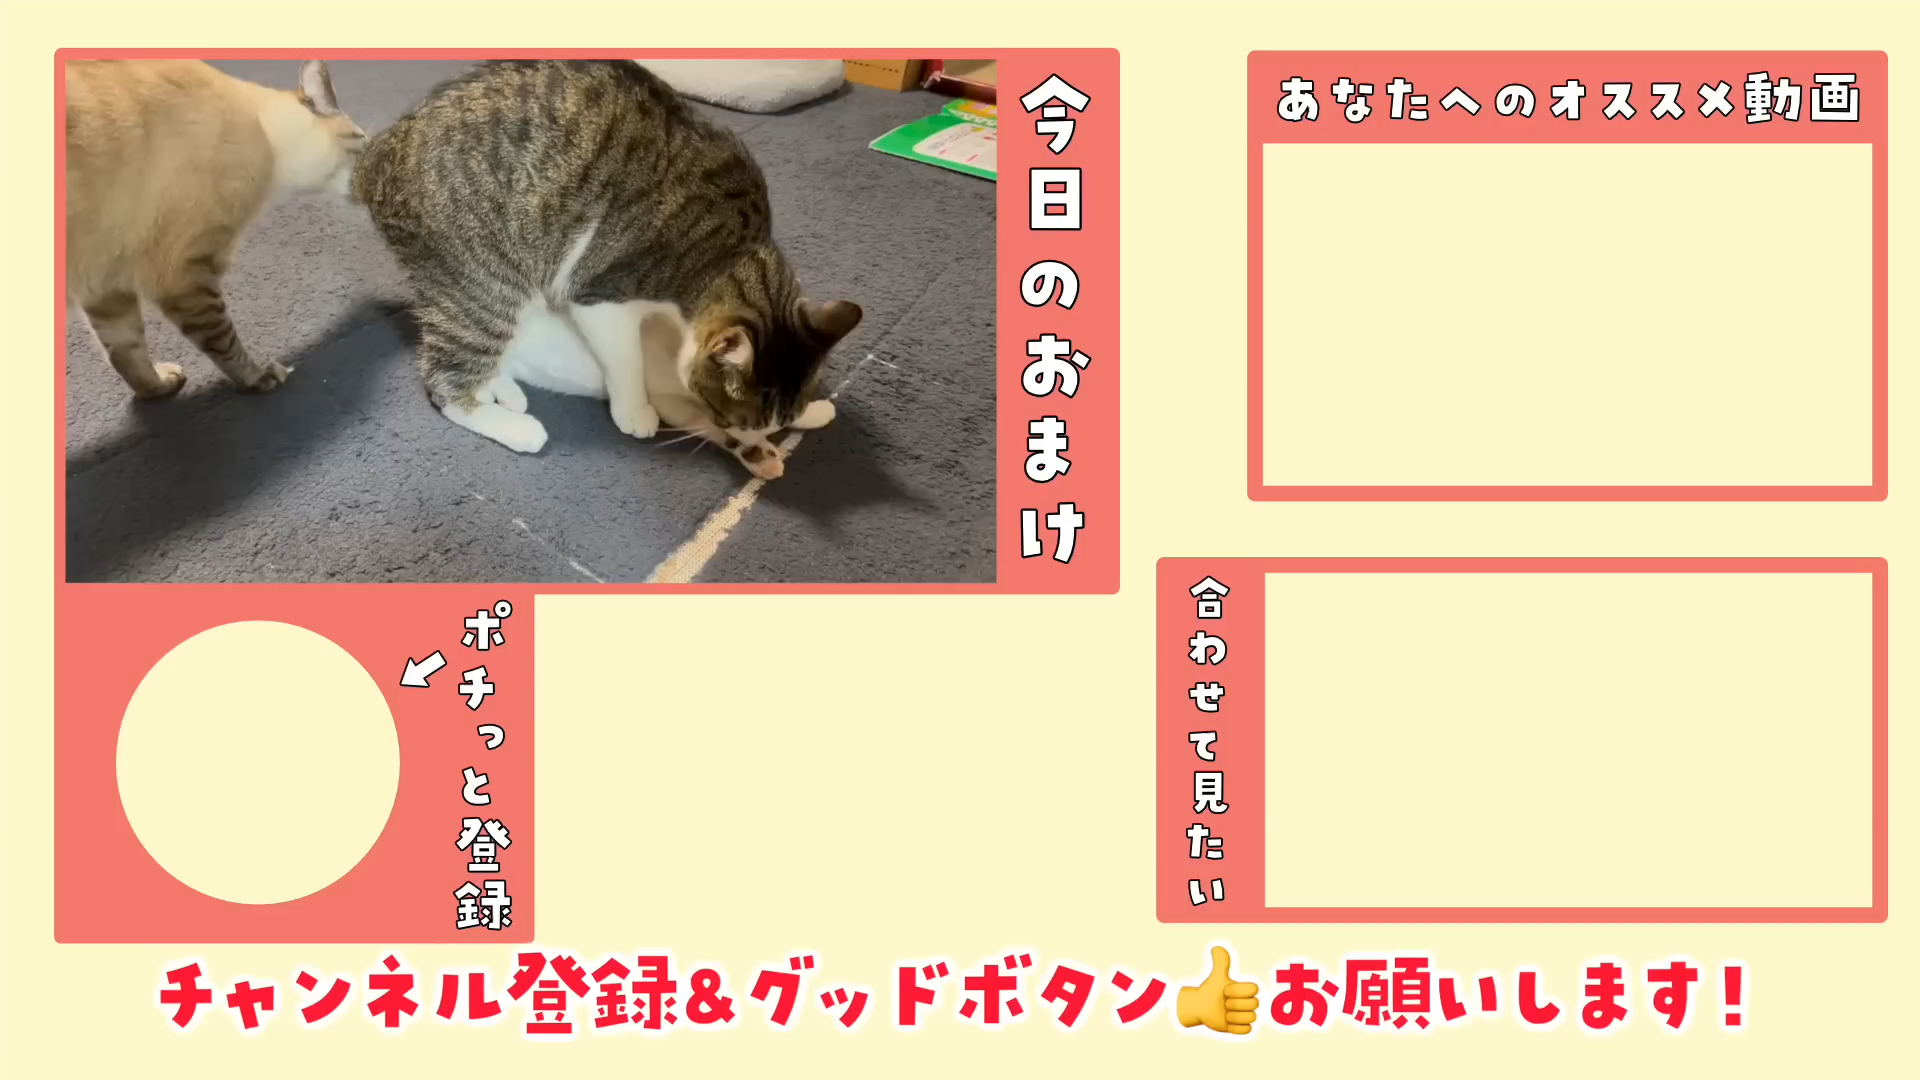 今日のおまけ
あなたへのオススメ動画
ポチっと登録
合わせて見たい
チャンネル登録&グッドボタン👍お願いします!